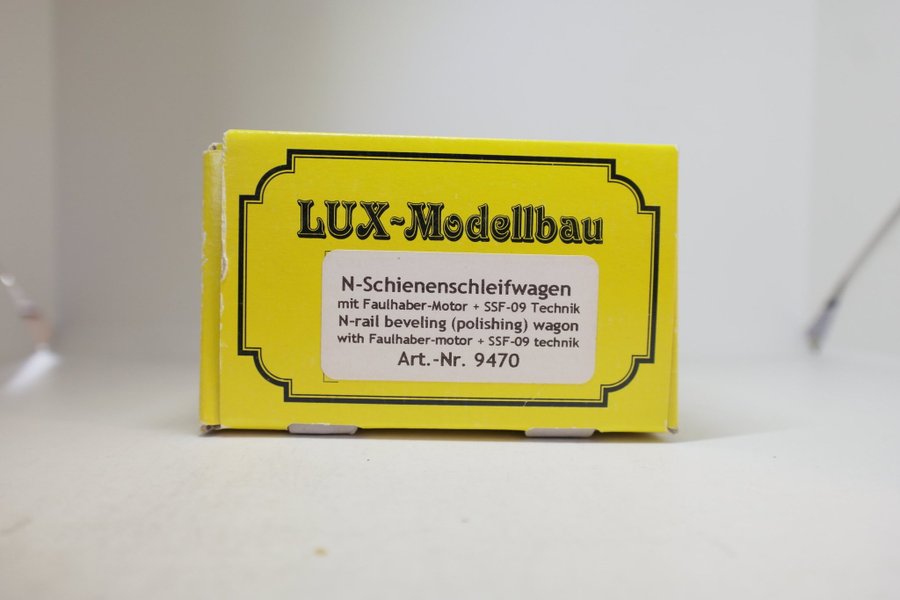 LUX-Modellbau
N-Schienenschleifwagen
mit Faulhaber-Motor + SSF-09 Technik
N-rail beveling (polishing) wagon
with Faulhaber-motor + SSF-09 technik
Art.-Nr. 9470